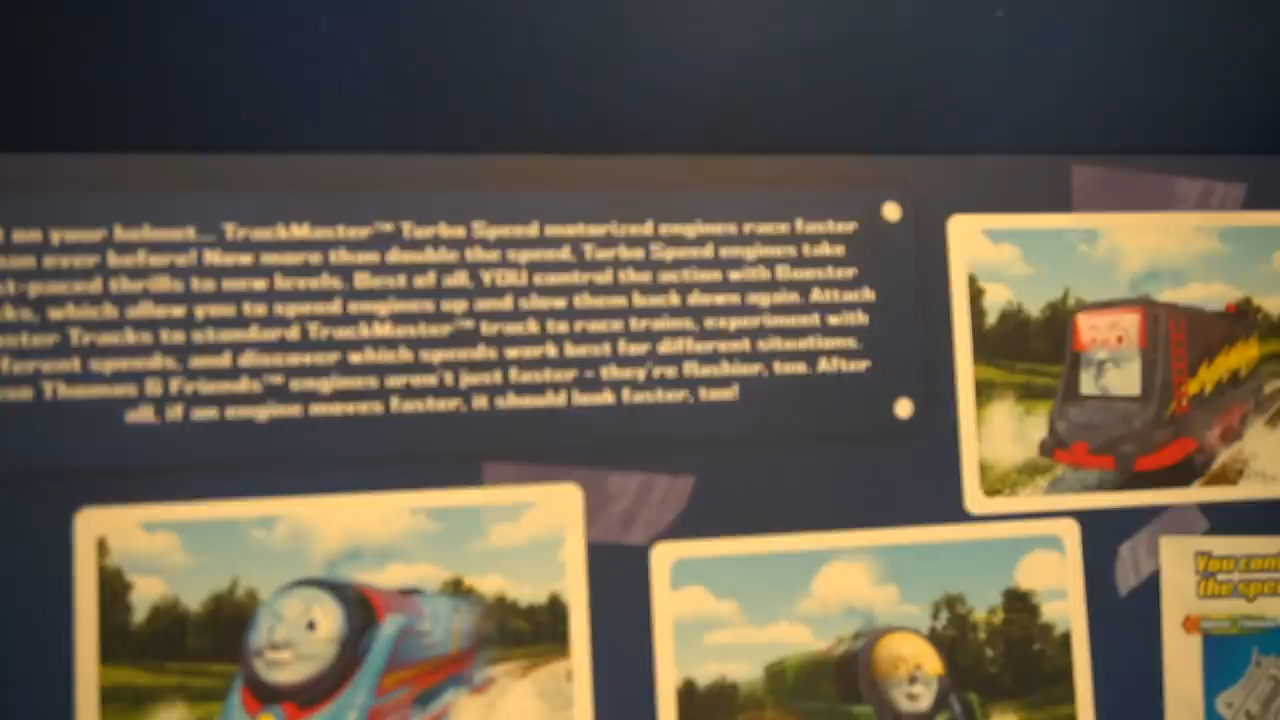 on your helmet... TrackMaster™ Turbo Speed motorized engines race faster
ever before! Now more than double the speed, Turbo Speed engines take
thrills to new levels. Best of all, YOU control the action with Booster
which allow you to speed engines up and slow them back down again. Attach
Tracks to standard TrackMaster™ track to race trains, experiment with
speeds, and discover which speeds work best for different situations.
Thomas & Friends™ engines aren't just faster - they're flashier, too. After
all, if an engine moves faster, it should look faster, too!
You con
the spe